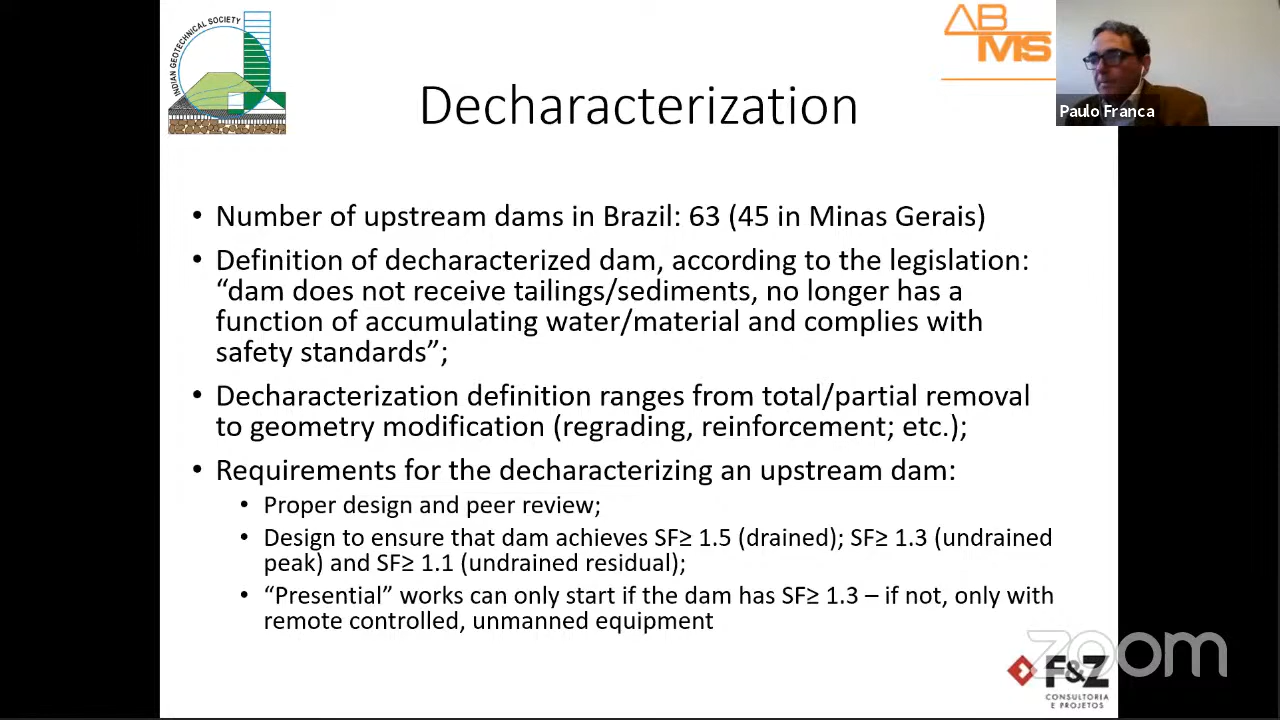 INDIAN GEOTECHNICAL SOCIETY
ABMS
Paulo Franca
Decharacterization
• Number of upstream dams in Brazil: 63 (45 in Minas Gerais)
• Definition of decharacterized dam, according to the legislation:
“dam does not receive tailings/sediments, no longer has a
function of accumulating water/material and complies with
safety standards”;
• Decharacterization definition ranges from total/partial removal
to geometry modification (regrading, reinforcement; etc.);
• Requirements for the decharacterizing an upstream dam:
• Proper design and peer review;
• Design to ensure that dam achieves SF≥ 1.5 (drained); SF≥ 1.3 (undrained
peak) and SF≥ 1.1 (undrained residual);
• “Presential” works can only start if the dam has SF≥ 1.3 – if not, only with
remote controlled, unmanned equipment
zoom
F&Z
CONSULTORIA
E PROJETOS